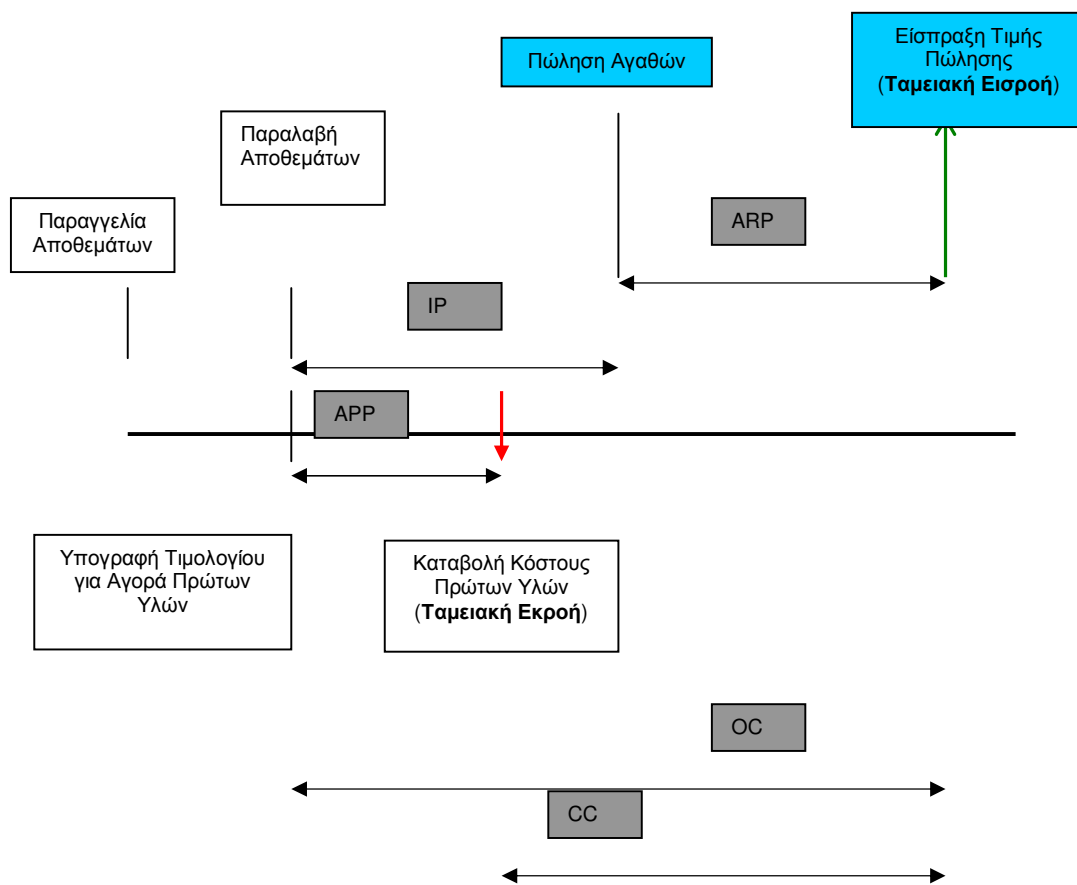 Είσπραξη Τιμής
Πώλησης
(Ταμειακή Εισροή)
Πώληση Αγαθών
Παραλαβή
Αποθεμάτων
Παραγγελία
Αποθεμάτων
ARP
IP
APP
Υπογραφή Τιμολογίου
για Αγορά Πρώτων
Υλών
Καταβολή Κόστους
Πρώτων Υλών
(Ταμειακή Εκροή)
OC
CC